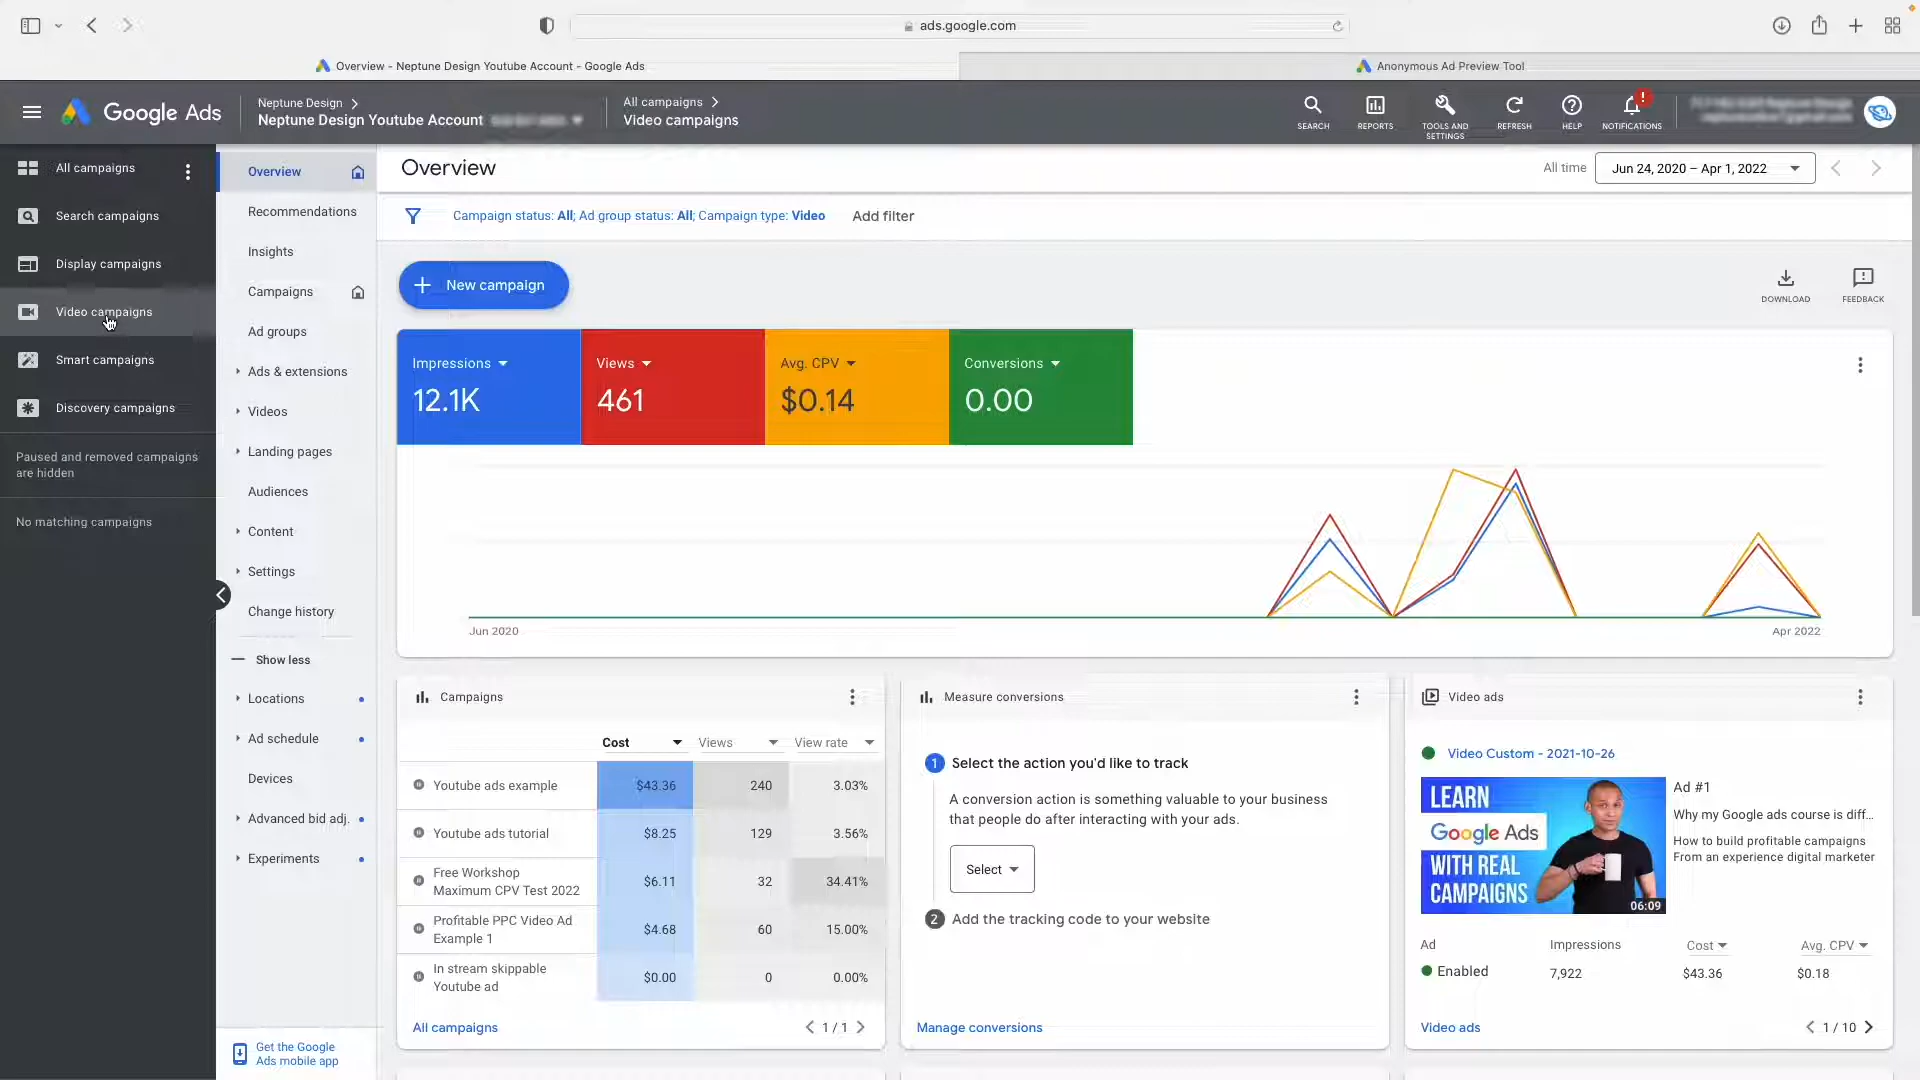 ads.google.com
Overview - Neptune Design Youtube Account - Google Ads
Anonymous Ad Preview Tool
Google Ads
Neptune Design
Neptune Design Youtube Account
All campaigns
Video campaigns
SEARCH
REPORTS
TOOLS AND
SETTINGS
REFRESH
HELP
!
NOTIFICATIONS
All campaigns
Search campaigns
Display campaigns
Video campaigns
Smart campaigns
Discovery campaigns
Paused and removed campaigns
are hidden
No matching campaigns
Overview
Recommendations
Insights
Campaigns
Ad groups
Ads & extensions
Videos
Landing pages
Audiences
Content
Settings
Change history
Show less
Locations
Ad schedule
Devices
Advanced bid adj.
Experiments
Get the Google
Ads mobile app
Overview
All time
Jun 24, 2020 – Apr 1, 2022
Campaign status: All; Ad group status: All; Campaign type: Video
Add filter
New campaign
DOWNLOAD
FEEDBACK
Impressions
12.1K
Views
461
Avg. CPV
$0.14
Conversions
0.00
Jun 2020
Apr 2022
Campaigns
Cost Views View rate
Youtube ads example $43.36 240 3.03%
Youtube ads tutorial $8.25 129 3.56%
Free Workshop
Maximum CPV Test 2022 $6.11 32 34.41%
Profitable PPC Video Ad
Example 1 $4.68 60 15.00%
In stream skippable
Youtube ad $0.00 0 0.00%
All campaigns
1 / 1
Measure conversions
1 Select the action you'd like to track
A conversion action is something valuable to your business
that people do after interacting with your ads.
Select
2 Add the tracking code to your website
Manage conversions
Video ads
Video Custom - 2021-10-26
LEARN
Google Ads
WITH REAL
CAMPAIGNS
06:09
Ad #1
Why my Google ads course is diff...
How to build profitable campaigns
From an experience digital marketer
Ad Impressions Cost Avg. CPV
Enabled 7,922 $43.36 $0.18
Video ads
1 / 10